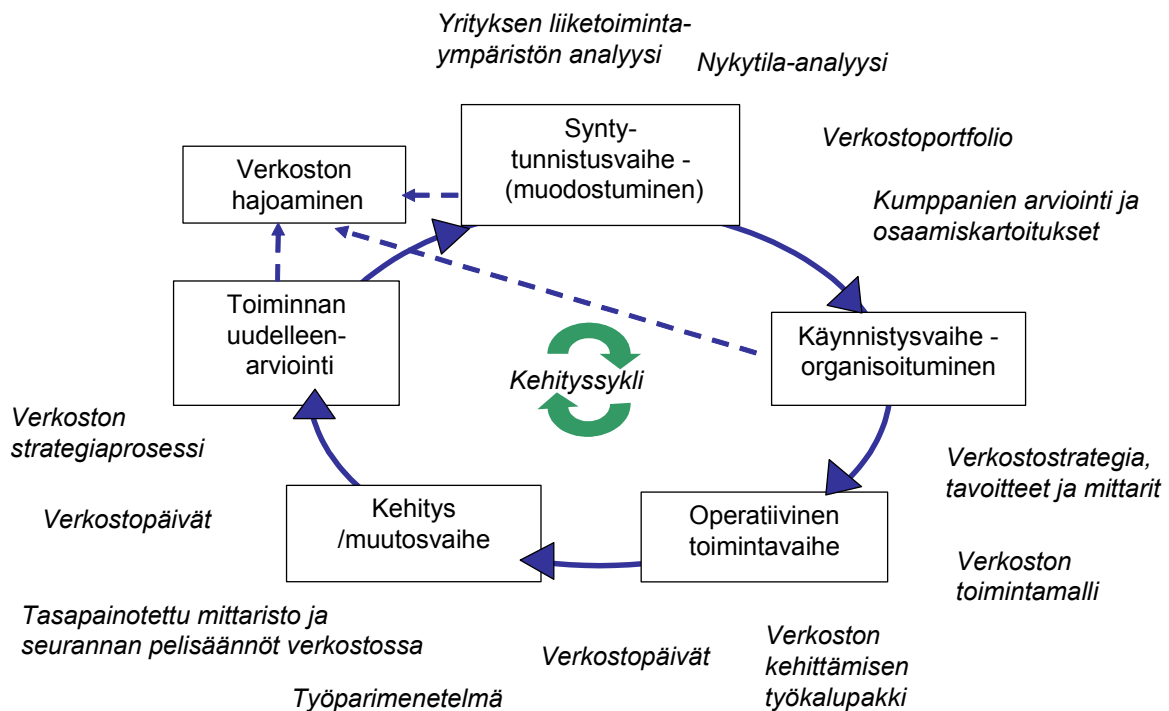 Yrityksen liiketoiminta-
ympäristön analyysi
Nykytila-analyysi
Synty-
tunnistusvaihe -
(muodostuminen)
Verkostoportfolio
Verkoston
hajoaminen
Kumppanien arviointi ja
osaamiskartoitukset
Toiminnan
uudelleen-
arviointi
Käynnistysvaihe -
organisoituminen
Kehityssykli
Verkoston
strategiaprosessi
Verkostostrategia,
tavoitteet ja mittarit
Kehitys
/muutosvaihe
Operatiivinen
toimintavaihe
Verkostopäivät
Verkoston
toimintamalli
Tasapainotettu mittaristo ja
seurannan pelisäännöt verkostossa
Verkostopäivät
Verkoston
kehittämisen
työkalupakki
Työparimenetelmä